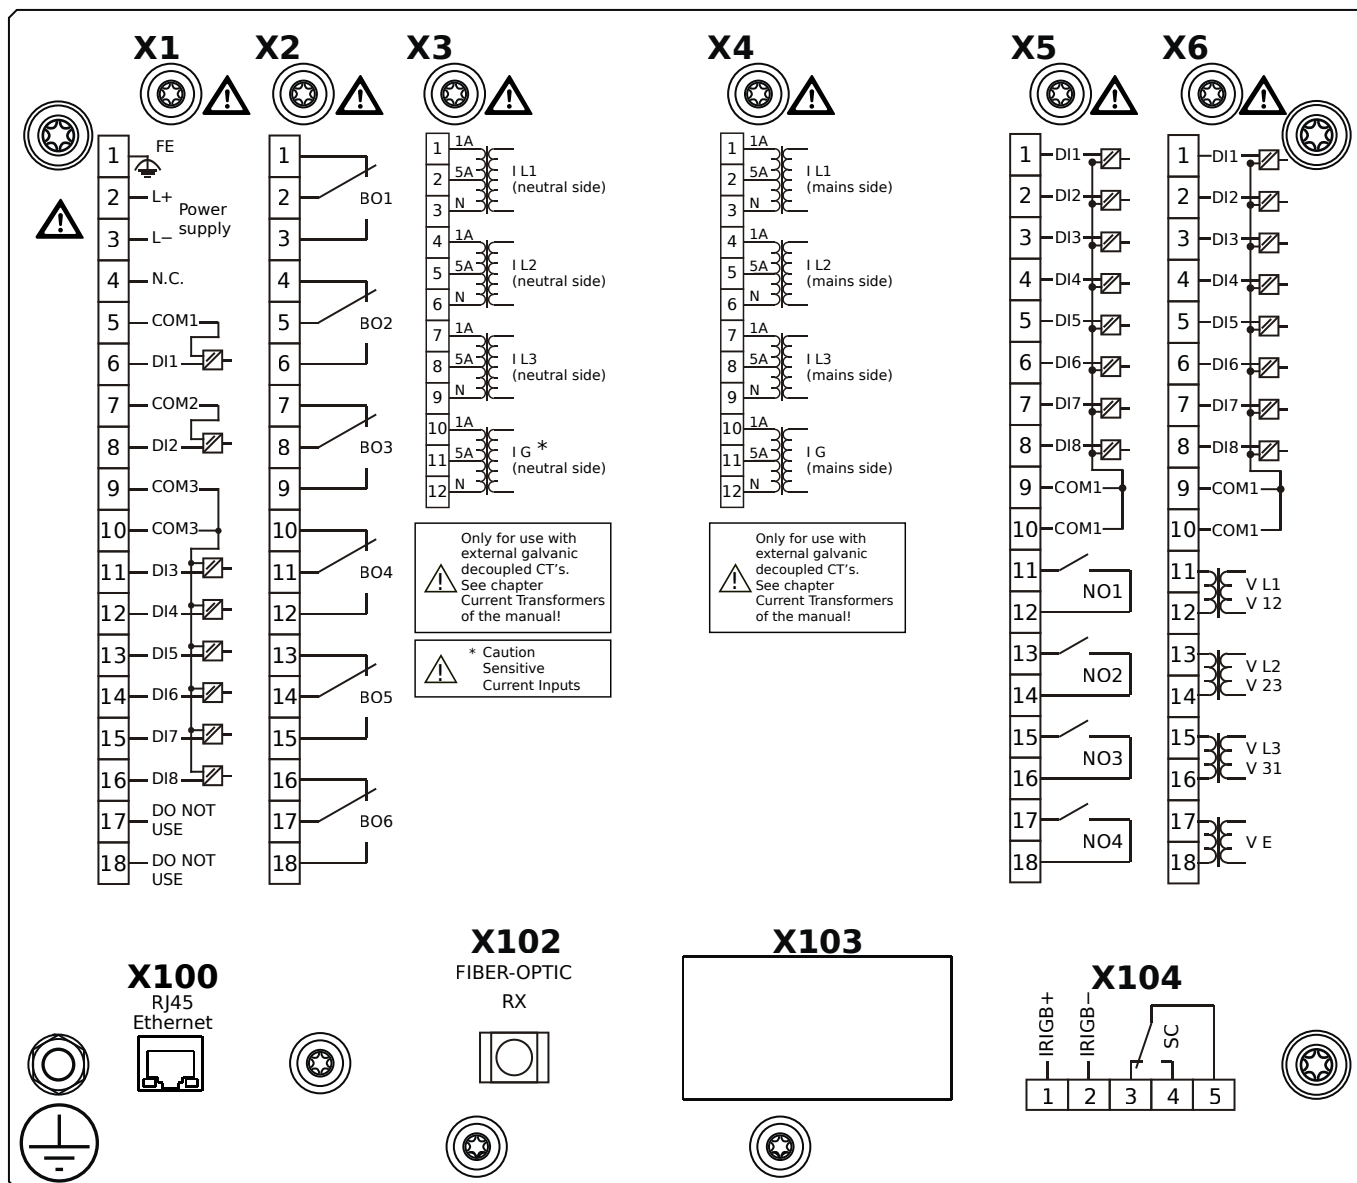 X1
1
FE
2
L+
Power
supply
3
L−
4
N.C.
5
COM1
6
DI1
7
COM2
8
DI2
9
COM3
10
COM3
11
DI3
12
DI4
13
DI5
14
DI6
15
DI7
16
DI8
17
DO NOT
USE
18
DO NOT
USE
X2
1
2
BO1
3
4
5
BO2
6
7
8
BO3
9
10
11
BO4
12
13
14
BO5
15
16
17
BO6
18
X3
1
1A
2
5A
I L1
(neutral side)
3
N
4
1A
5
5A
I L2
(neutral side)
6
N
7
1A
8
5A
I L3
(neutral side)
9
N
10
1A
11
5A
I G *
(neutral side)
12
N
Only for use with
external galvanic
decoupled CT's.
See chapter
Current Transformers
of the manual!
* Caution
Sensitive
Current Inputs
X4
1
1A
2
5A
I L1
(mains side)
3
N
4
1A
5
5A
I L2
(mains side)
6
N
7
1A
8
5A
I L3
(mains side)
9
N
10
1A
11
5A
I G
(mains side)
12
N
Only for use with
external galvanic
decoupled CT's.
See chapter
Current Transformers
of the manual!
X5
1
DI1
2
DI2
3
DI3
4
DI4
5
DI5
6
DI6
7
DI7
8
DI8
9
COM1
10
COM1
11
NO1
12
13
NO2
14
15
NO3
16
17
NO4
18
X6
1
DI1
2
DI2
3
DI3
4
DI4
5
DI5
6
DI6
7
DI7
8
DI8
9
COM1
10
COM1
11
V L1
12
V 12
13
V L2
14
V 23
15
V L3
16
V 31
17
V E
18
X100
RJ45
Ethernet
X102
FIBER-OPTIC
RX
X103
X104
IRIGB+
IRIGB−
SC
1 2 3 4 5